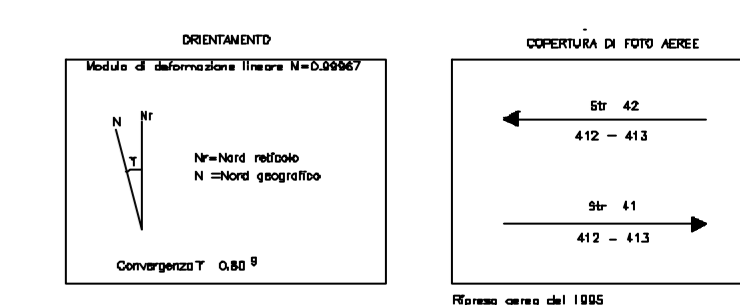 ORIENTAMENTO
Modulo di deformazione lineare N=0.99967
N
Nr
T
Nr=Nord reticolo
N =Nord geografico
Convergenza T 0.80 g
COPERTURA DI FOTO AEREE
Str 42
412 - 413
Str 41
412 - 413
Ripresa aerea del 1995